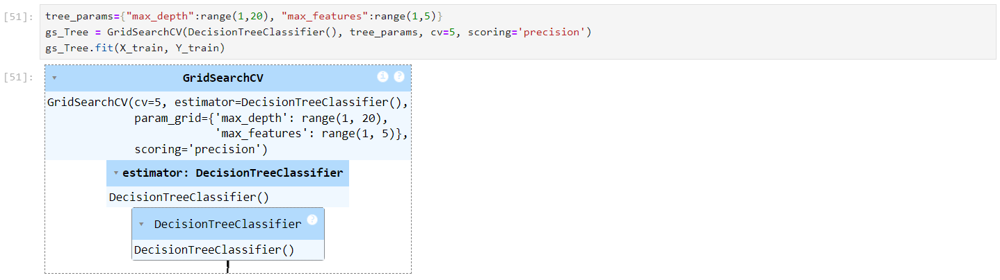 [51]: tree_params={"max_depth":range(1,20), "max_features":range(1,5)}
gs_Tree = GridSearchCV(DecisionTreeClassifier(), tree_params, cv=5, scoring='precision')
gs_Tree.fit(X_train, Y_train)
[51]: GridSearchCV i ?
GridSearchCV(cv=5, estimator=DecisionTreeClassifier(),
param_grid={'max_depth': range(1, 20),
'max_features': range(1, 5)},
scoring='precision')
estimator: DecisionTreeClassifier
DecisionTreeClassifier()
DecisionTreeClassifier ?
DecisionTreeClassifier()